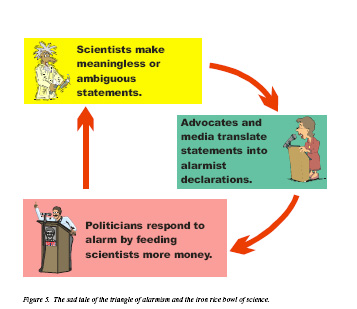 Scientists make
meaningless or
ambiguous
statements.
Advocates and
media translate
statements into
alarmist
declarations.
Politicians respond to
alarm by feeding
scientists more money.
Figure 5. The sad tale of the triangle of alarmism and the iron rice bowl of science.